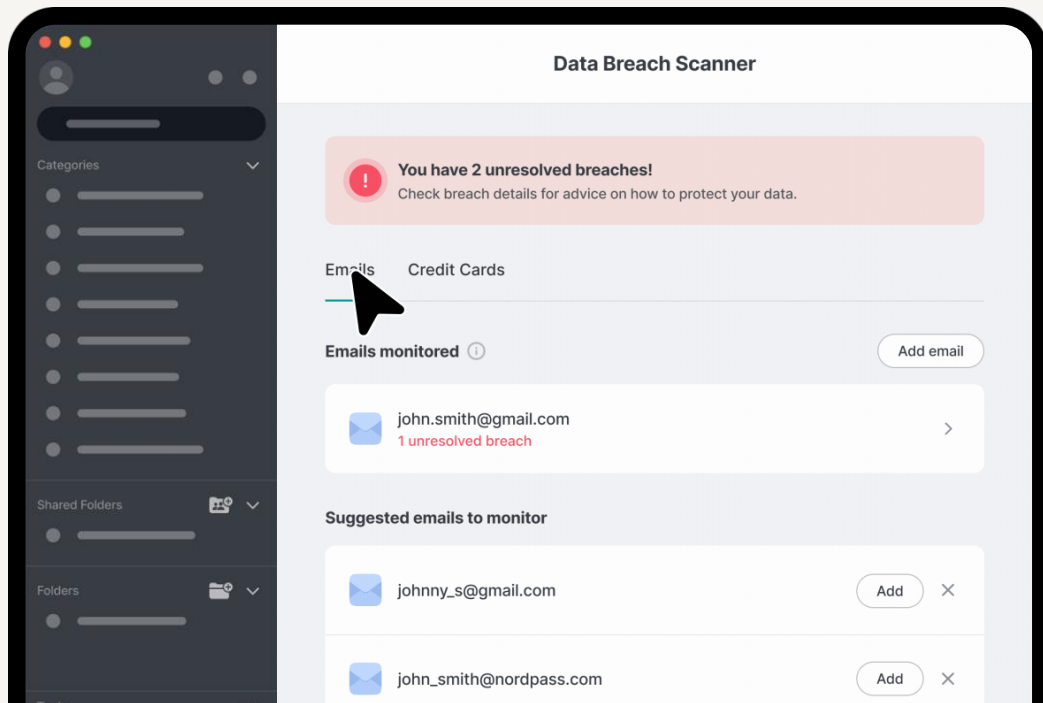 Data Breach Scanner
Categories
You have 2 unresolved breaches!
Check breach details for advice on how to protect your data.
Emails Credit Cards
Emails monitored
Add email
john.smith@gmail.com
1 unresolved breach
Shared Folders
Suggested emails to monitor
Folders
johnny_s@gmail.com
Add
john_smith@nordpass.com
Add